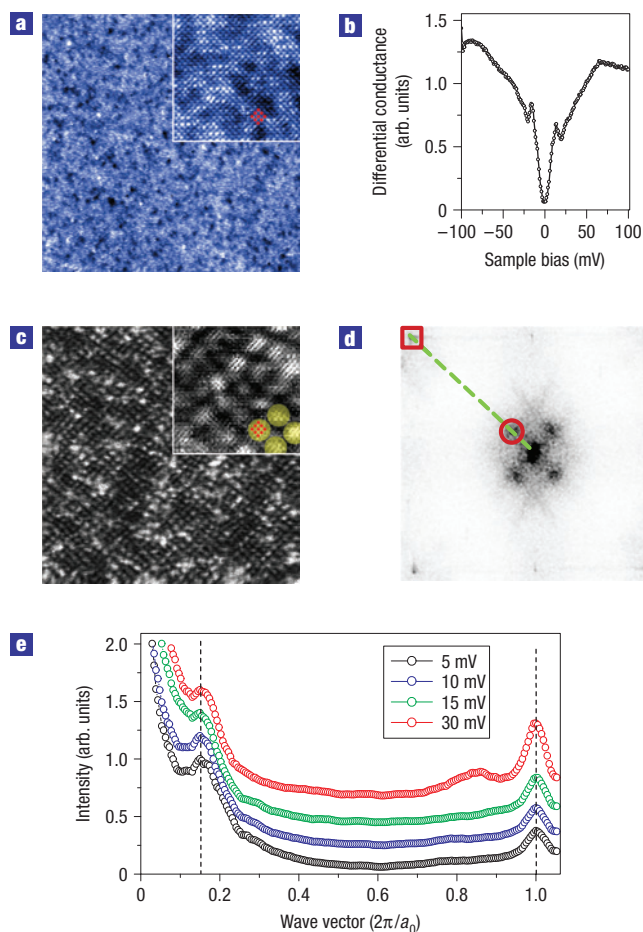 a
b
Differential conductance
(arb. units)
1.5
1.0
0.5
0
−100 −50 0 50 100
Sample bias (mV)
c
d
e
Intensity (arb. units)
2.0
1.5
1.0
0.5
0
5 mV
10 mV
15 mV
30 mV
0 0.2 0.4 0.6 0.8 1.0
Wave vector (2π/a₀)